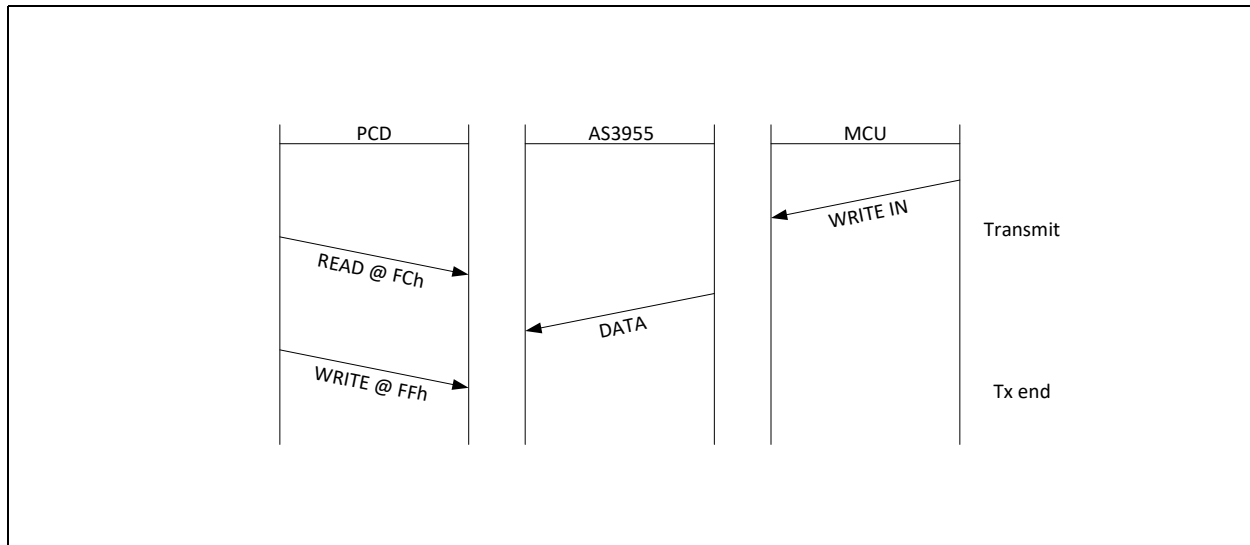 PCD
AS3955
MCU
WRITE IN
Transmit
READ @ FCh
DATA
WRITE @ FFh
Tx end